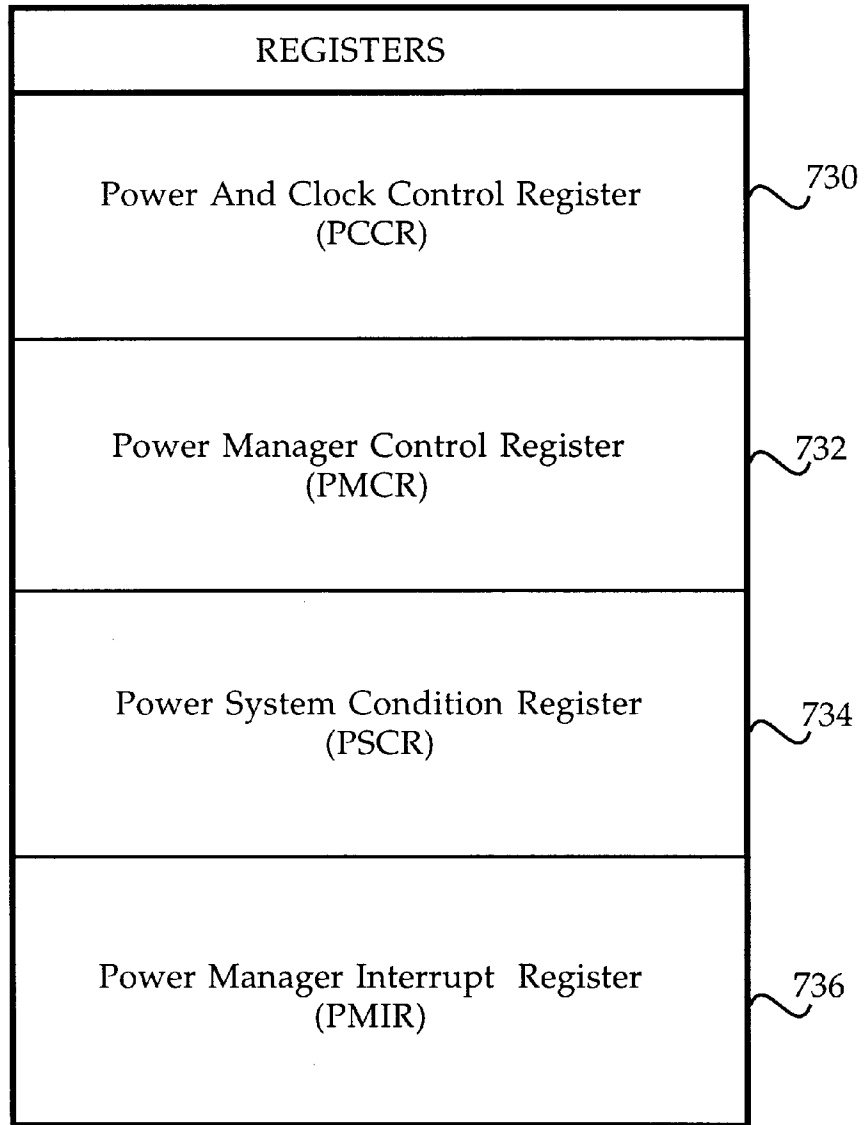 REGISTERS
Power And Clock Control Register
(PCCR)
730
Power Manager Control Register
(PMCR)
732
Power System Condition Register
(PSCR)
734
Power Manager Interrupt Register
(PMIR)
736